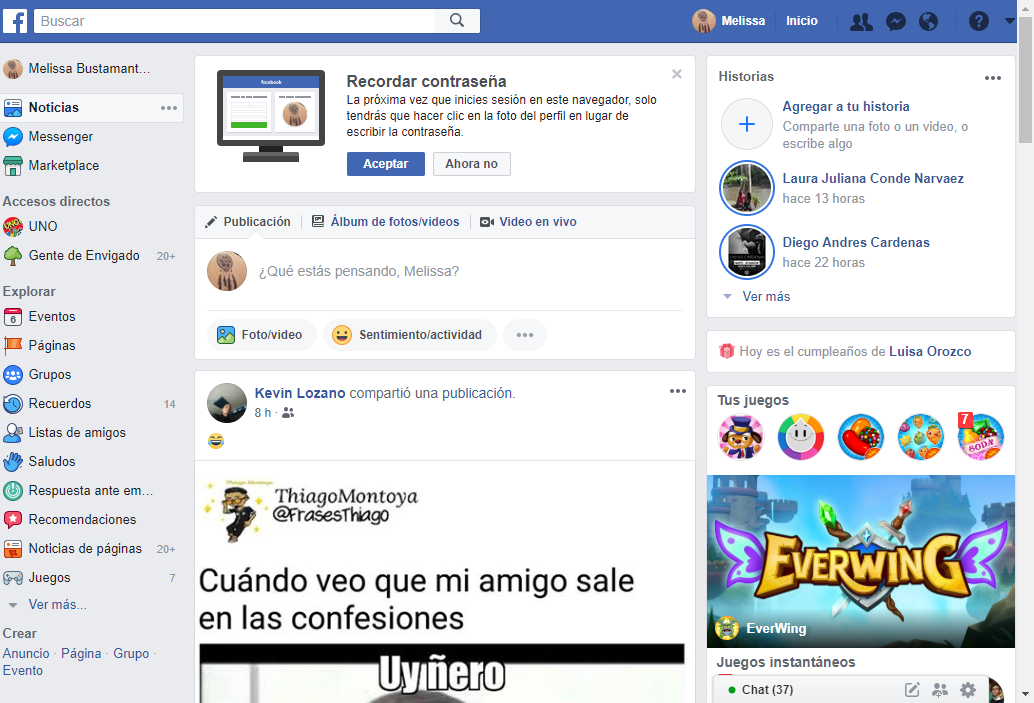 Buscar
Melissa
Inicio
Melissa Bustamant...
Noticias
Messenger
Marketplace
Accesos directos
UNO
Gente de Envigado 20+
Explorar
6
Eventos
Páginas
Grupos
Recuerdos 14
Listas de amigos
Saludos
Respuesta ante em...
Recomendaciones
Noticias de páginas 20+
Juegos 7
Ver más...
Crear
Anuncio · Página · Grupo ·
Evento
facebook
Recordar contraseña
La próxima vez que inicies sesión en este navegador, solo
tendrás que hacer clic en la foto del perfil en lugar de
escribir la contraseña.
Aceptar
Ahora no
Publicación
Álbum de fotos/videos
Video en vivo
¿Qué estás pensando, Melissa?
Foto/video
Sentimiento/actividad
Kevin Lozano compartió una publicación.
8 h ·
Thiago Montoya
ThiagoMontoya
@FrasesThiago
Cuándo veo que mi amigo sale
en las confesiones
Uy ñero
Historias
Agregar a tu historia
Comparte una foto o un video, o
escribe algo
Laura Juliana Conde Narvaez
hace 13 horas
Diego Andres Cardenas
hace 22 horas
Ver más
Hoy es el cumpleaños de Luisa Orozco
Tus juegos
7
SODA
EVERWING
EverWing
Juegos instantáneos
Chat (37)